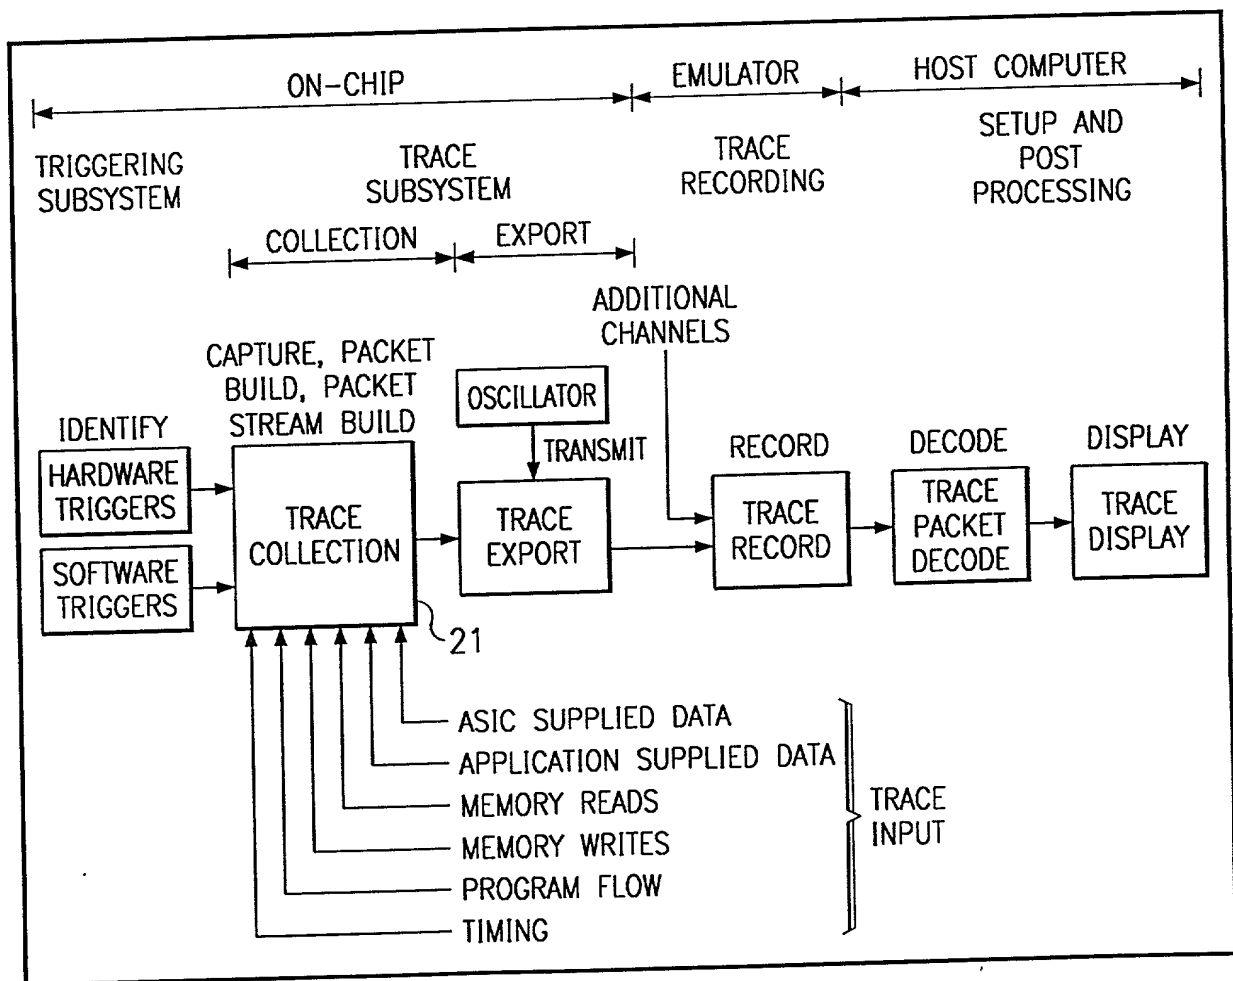 ON-CHIP
EMULATOR
HOST COMPUTER
TRIGGERING
SUBSYSTEM
TRACE
SUBSYSTEM
TRACE
RECORDING
SETUP AND
POST
PROCESSING
COLLECTION
EXPORT
ADDITIONAL
CHANNELS
CAPTURE, PACKET
BUILD, PACKET
STREAM BUILD
OSCILLATOR
TRANSMIT
IDENTIFY
HARDWARE
TRIGGERS
SOFTWARE
TRIGGERS
TRACE
COLLECTION
21
TRACE
EXPORT
RECORD
TRACE
RECORD
DECODE
TRACE
PACKET
DECODE
DISPLAY
TRACE
DISPLAY
ASIC SUPPLIED DATA
APPLICATION SUPPLIED DATA
MEMORY READS
MEMORY WRITES
PROGRAM FLOW
TIMING
TRACE
INPUT